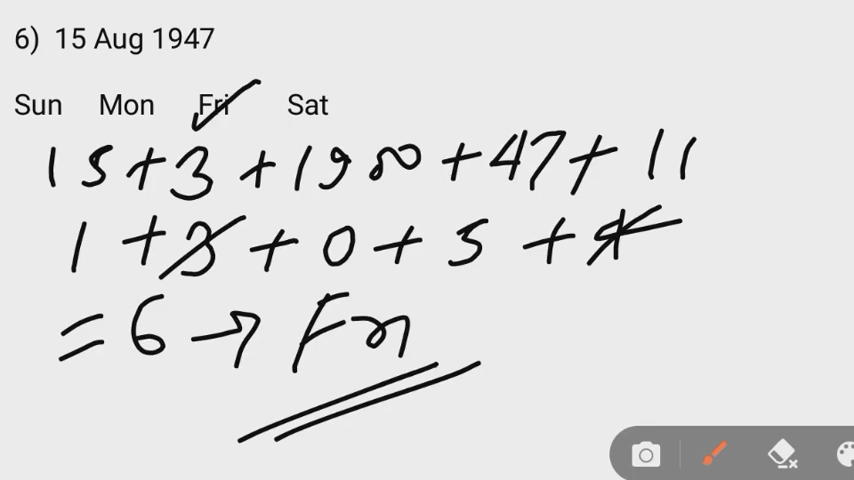 6) 15 Aug 1947
Sun Mon Fri Sat
15 + 3 + 1900 + 47 + 11
1 + 3 + 0 + 5 + 4
= 6 → Fri